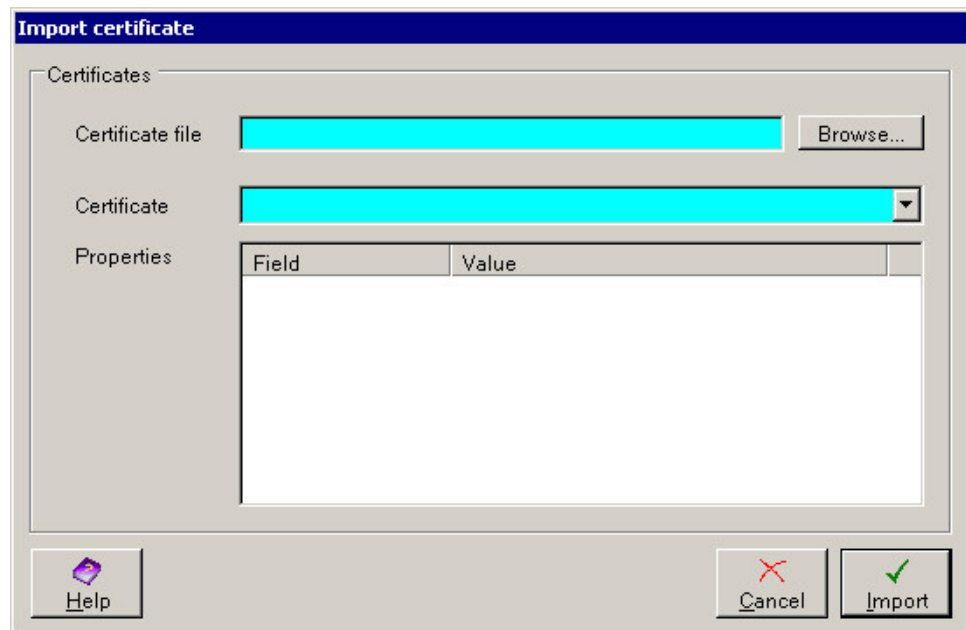 Import certificate
Certificates
Certificate file
Browse...
Certificate
Properties
Field Value
Help
Cancel
Import